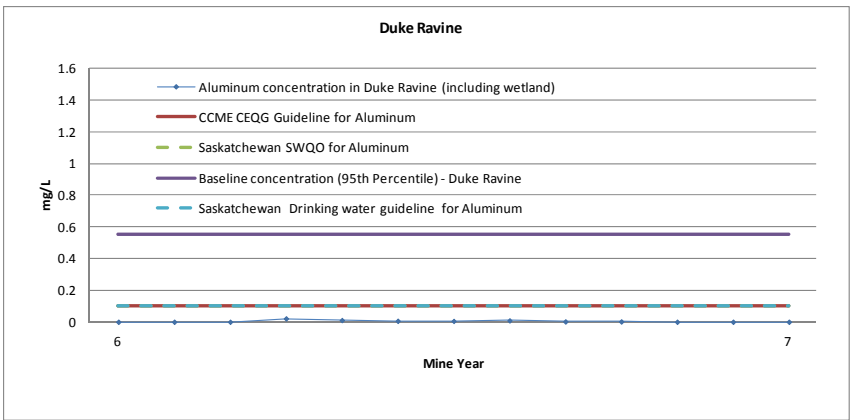 Duke Ravine
1.6
1.4
1.2
1
0.8
0.6
0.4
0.2
0
mg/L
Aluminum concentration in Duke Ravine (including wetland)
CCME CEQG Guideline for Aluminum
Saskatchewan SWQO for Aluminum
Baseline concentration (95th Percentile) - Duke Ravine
Saskatchewan Drinking water guideline for Aluminum
6
7
Mine Year